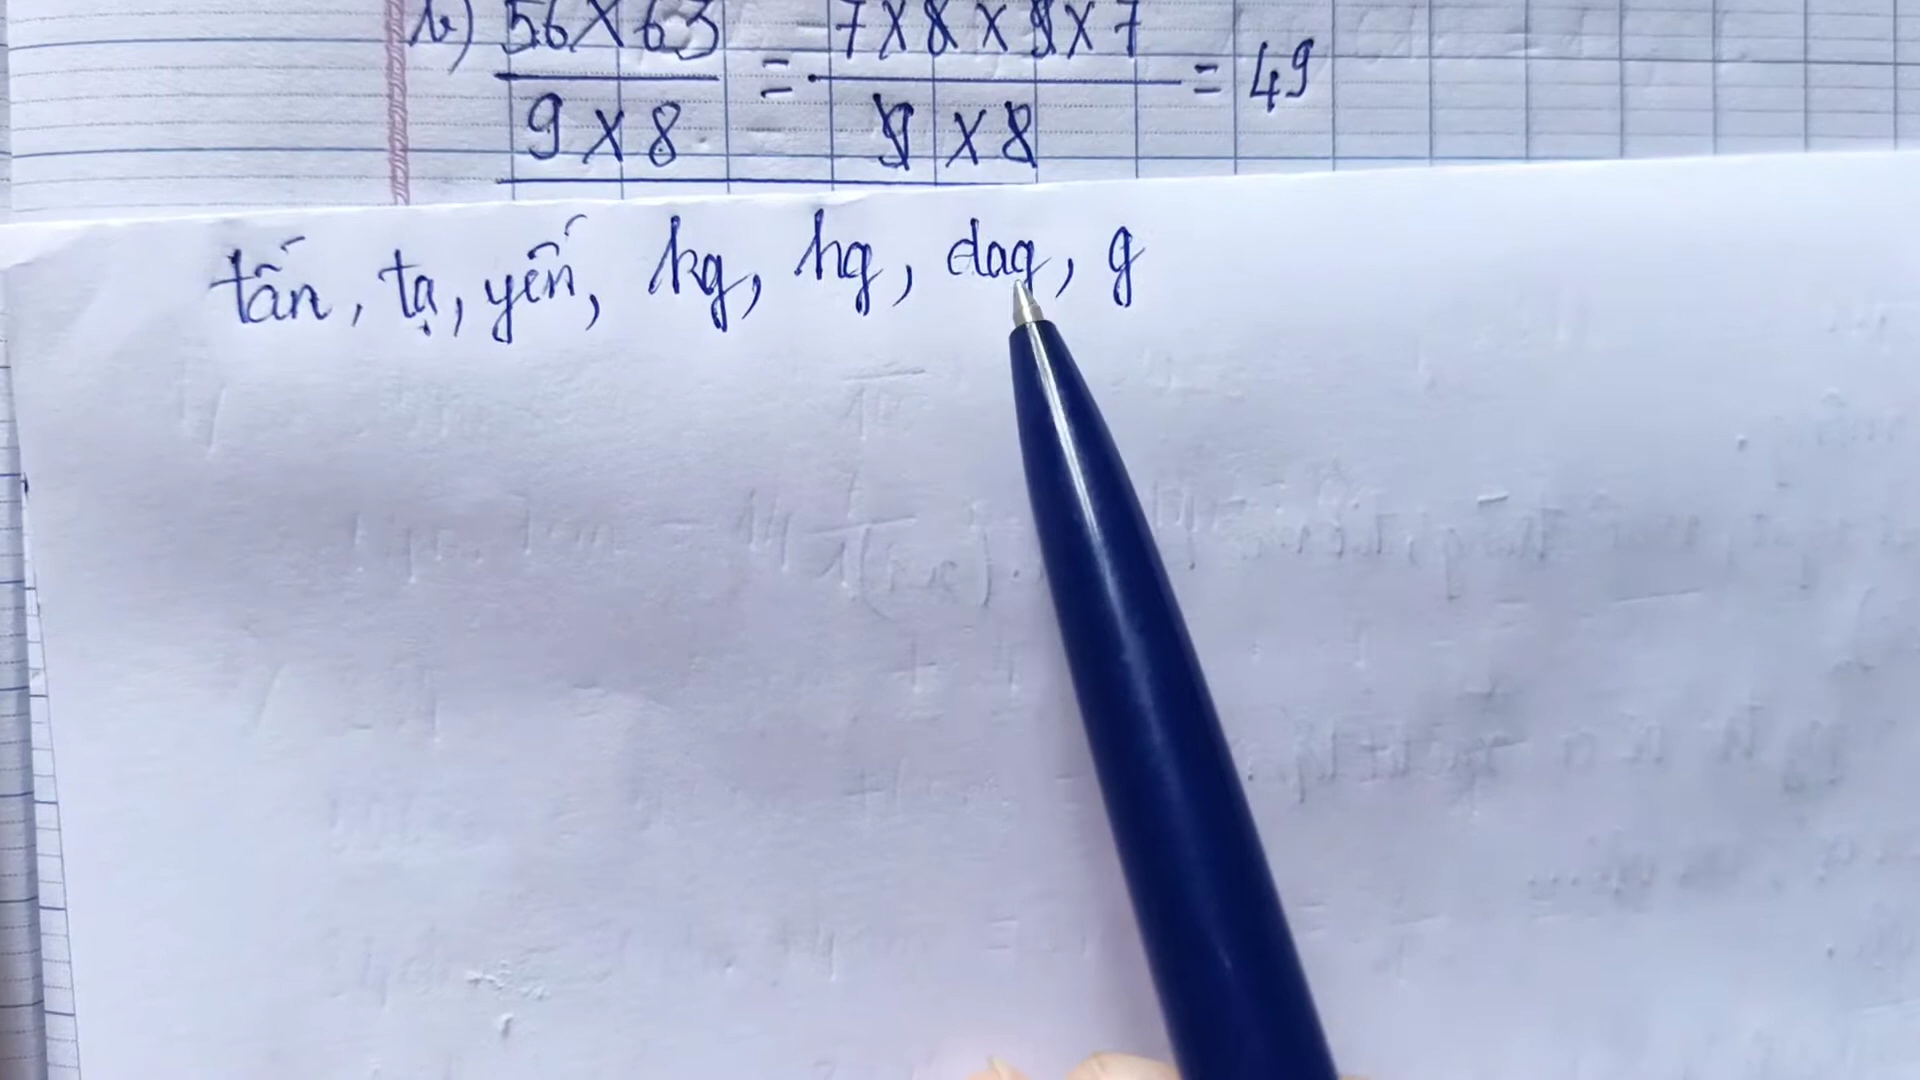 b) 56 X 63 / 9 X 8 = 7 X 8 X 9 X 7 / 9 X 8 = 49
tấn, tạ, yến, kg, hg, dag, g